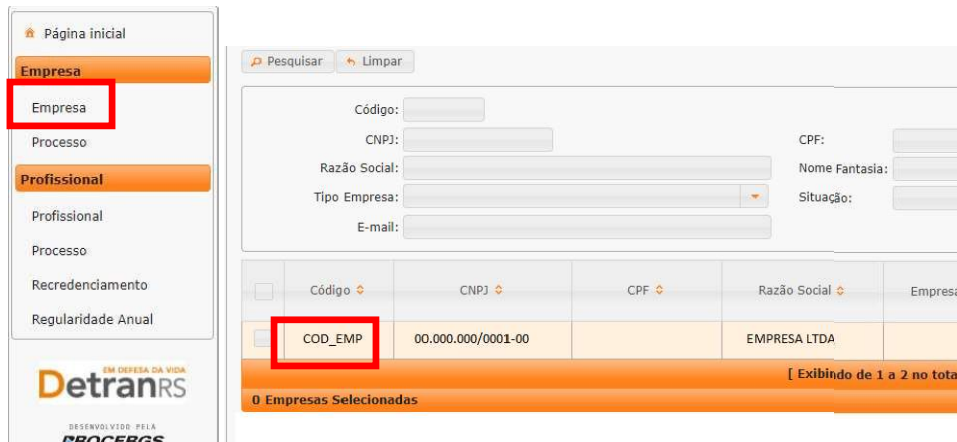 Página inicial
Empresa
Empresa
Processo
Profissional
Profissional
Processo
Recredenciamento
Regularidade Anual
EM DEFESA DA VIDA
DetranRS
DESENVOLVIDO PELA
PROCERGS
Pesquisar Limpar
Código:
CNPJ: CPF:
Razão Social: Nome Fantasia:
Tipo Empresa: Situação:
E-mail:
Código CNPJ CPF Razão Social Empresa
COD_EMP 00.000.000/0001-00 EMPRESA LTDA
[ Exibindo de 1 a 2 no tota
0 Empresas Selecionadas